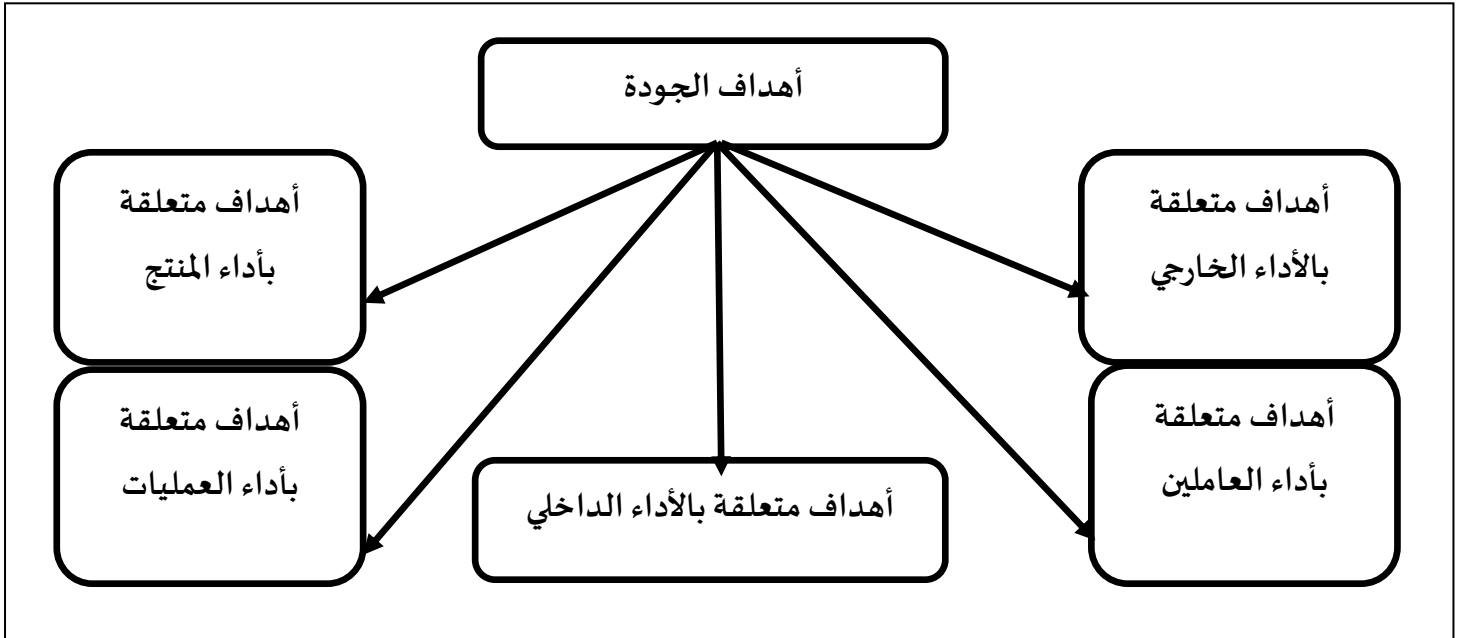 أهداف الجودة
أهداف متعلقة
بالأداء الخارجي
أهداف متعلقة
بأداء المنتج
أهداف متعلقة
بأداء العاملين
أهداف متعلقة بالأداء الداخلي
أهداف متعلقة
بأداء العمليات